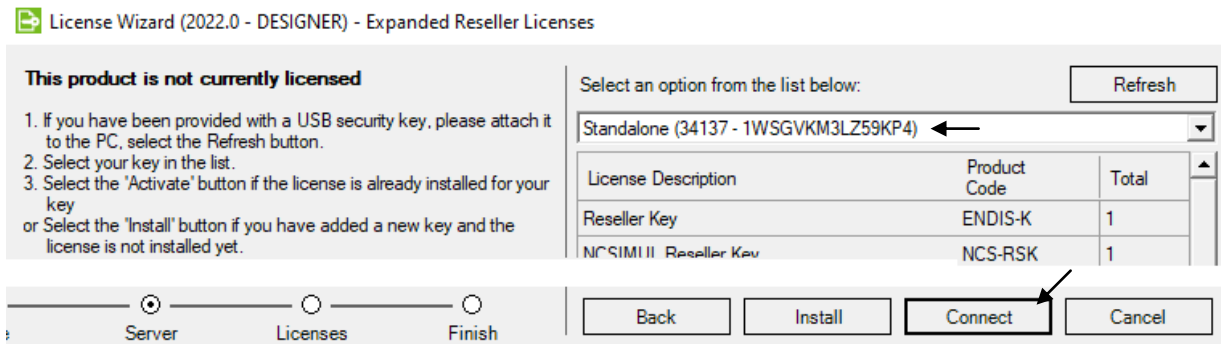 License Wizard (2022.0 - DESIGNER) - Expanded Reseller Licenses
This product is not currently licensed
1. If you have been provided with a USB security key, please attach it
to the PC, select the Refresh button.
2. Select your key in the list.
3. Select the 'Activate' button if the license is already installed for your
key
or Select the 'Install' button if you have added a new key and the
license is not installed yet.
Select an option from the list below:
Refresh
Standalone (34137 - 1WSGVKM3LZ59KP4)
License Description
Product
Code
Total
Reseller Key
ENDIS-K
1
NCSIMUL Reseller Key
NCS-RSK
1
Server
Licenses
Finish
Back
Install
Connect
Cancel